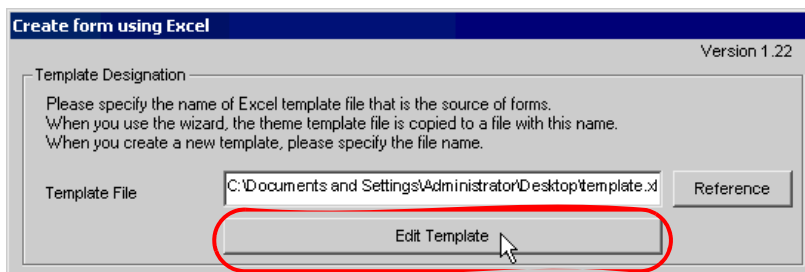 Create form using Excel
Version 1.22
Template Designation
Please specify the name of Excel template file that is the source of forms.
When you use the wizard, the theme template file is copied to a file with this name.
When you create a new template, please specify the file name.
Template File
C:\Documents and Settings\Administrator\Desktop\template.xl
Reference
Edit Template